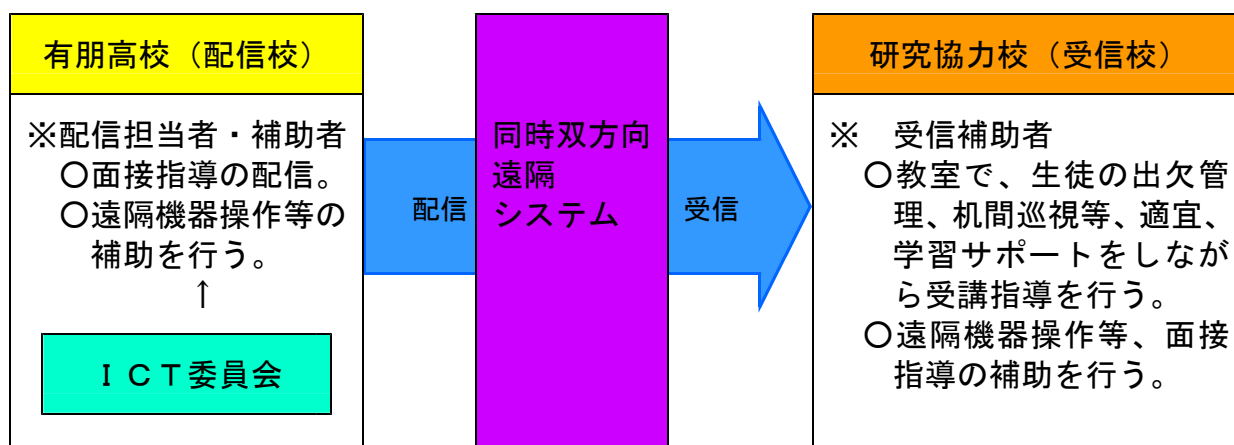 有朋高校（配信校）
※配信担当者・補助者
〇面接指導の配信。
〇遠隔機器操作等の
補助を行う。
↑
ＩＣＴ委員会
配信
同時双方向
遠隔
システム
受信
研究協力校（受信校）
※　受信補助者
〇教室で、生徒の出欠管
理、机間巡視等、適宜、
学習サポートをしなが
ら受講指導を行う。
〇遠隔機器操作等、面接
指導の補助を行う。